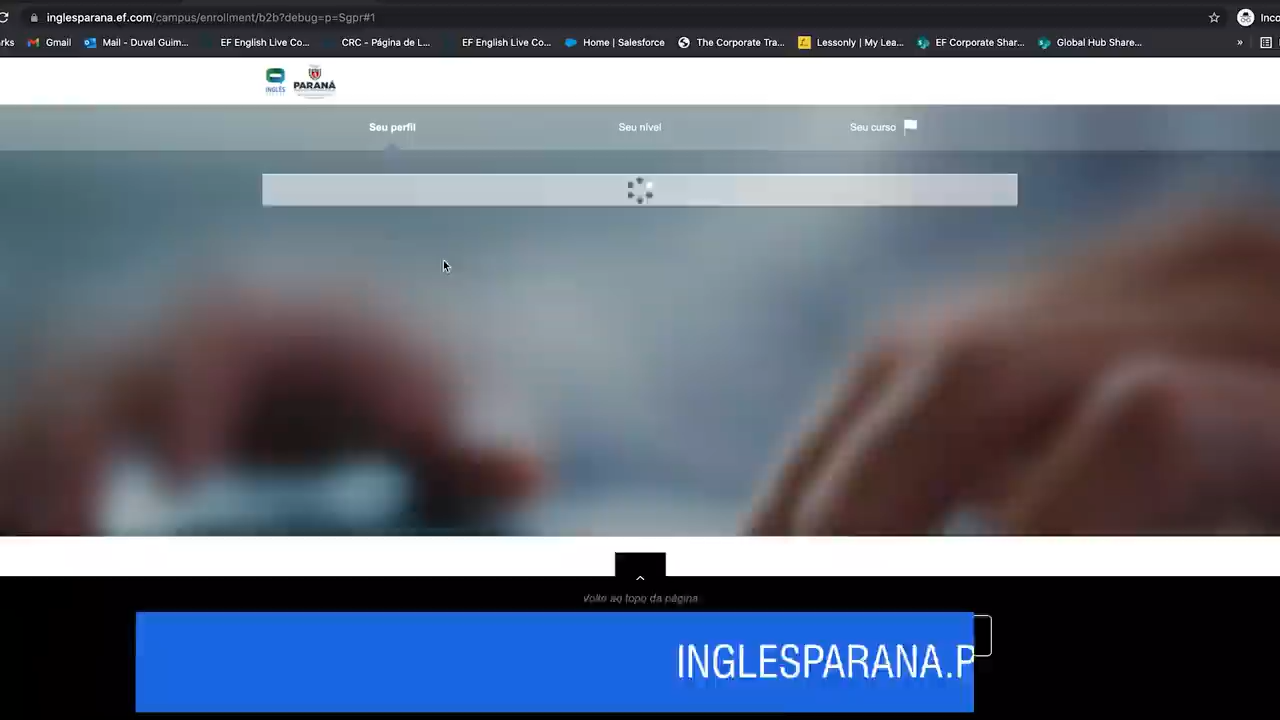 inglesparana.ef.com/campus/enrollment/b2b?debug=p=Sgpr#1
Inco
rks Gmail Mail - Duval Guim... EF English Live Co... CRC - Página de L... EF English Live Co... Home | Salesforce The Corporate Tra... Lessonly | My Lea... EF Corporate Shar... Global Hub Share... »
INGLÊS
PARANÁ
Seu perfil Seu nível Seu curso
Volte ao topo da página
INGLESPARANA.P